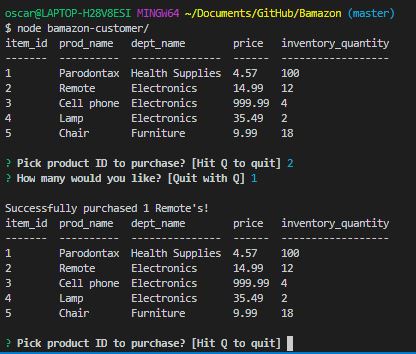 oscar@LAPTOP-H28V8ESI MINGW64 ~/Documents/GitHub/Bamazon (master)
$ node bamazon-customer/
item_id  prod_name   dept_name        price   inventory_quantity
-------  ----------  ---------------  ------  ------------------
1        Parodontax  Health Supplies  4.57    100
2        Remote      Electronics      14.99   12
3        Cell phone  Electronics      999.99  4
4        Lamp        Electronics      35.49   2
5        Chair       Furniture        9.99    18
? Pick product ID to purchase? [Hit Q to quit] 2
? How many would you like? [Quit with Q] 1
Successfully purchased 1 Remote's!
item_id  prod_name   dept_name        price   inventory_quantity
-------  ----------  ---------------  ------  ------------------
1        Parodontax  Health Supplies  4.57    100
2        Remote      Electronics      14.99   12
3        Cell phone  Electronics      999.99  4
4        Lamp        Electronics      35.49   2
5        Chair       Furniture        9.99    18
? Pick product ID to purchase? [Hit Q to quit]